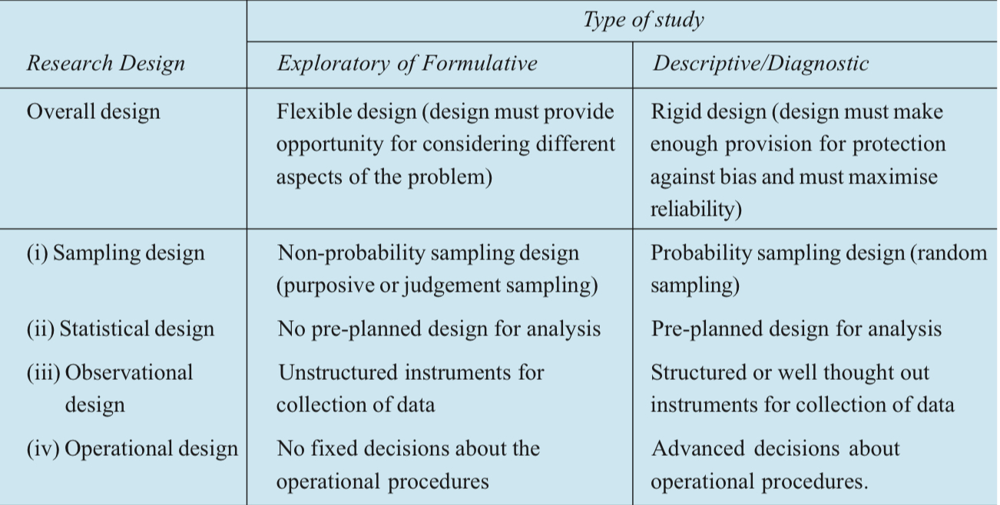 Type of study
Research Design
Exploratory of Formulative
Descriptive/Diagnostic
Overall design
Flexible design (design must provide
opportunity for considering different
aspects of the problem)
Rigid design (design must make
enough provision for protection
against bias and must maximise
reliability)
(i) Sampling design
Non-probability sampling design
(purposive or judgement sampling)
Probability sampling design (random
sampling)
(ii) Statistical design
No pre-planned design for analysis
Pre-planned design for analysis
(iii) Observational
design
Unstructured instruments for
collection of data
Structured or well thought out
instruments for collection of data
(iv) Operational design
No fixed decisions about the
operational procedures
Advanced decisions about
operational procedures.